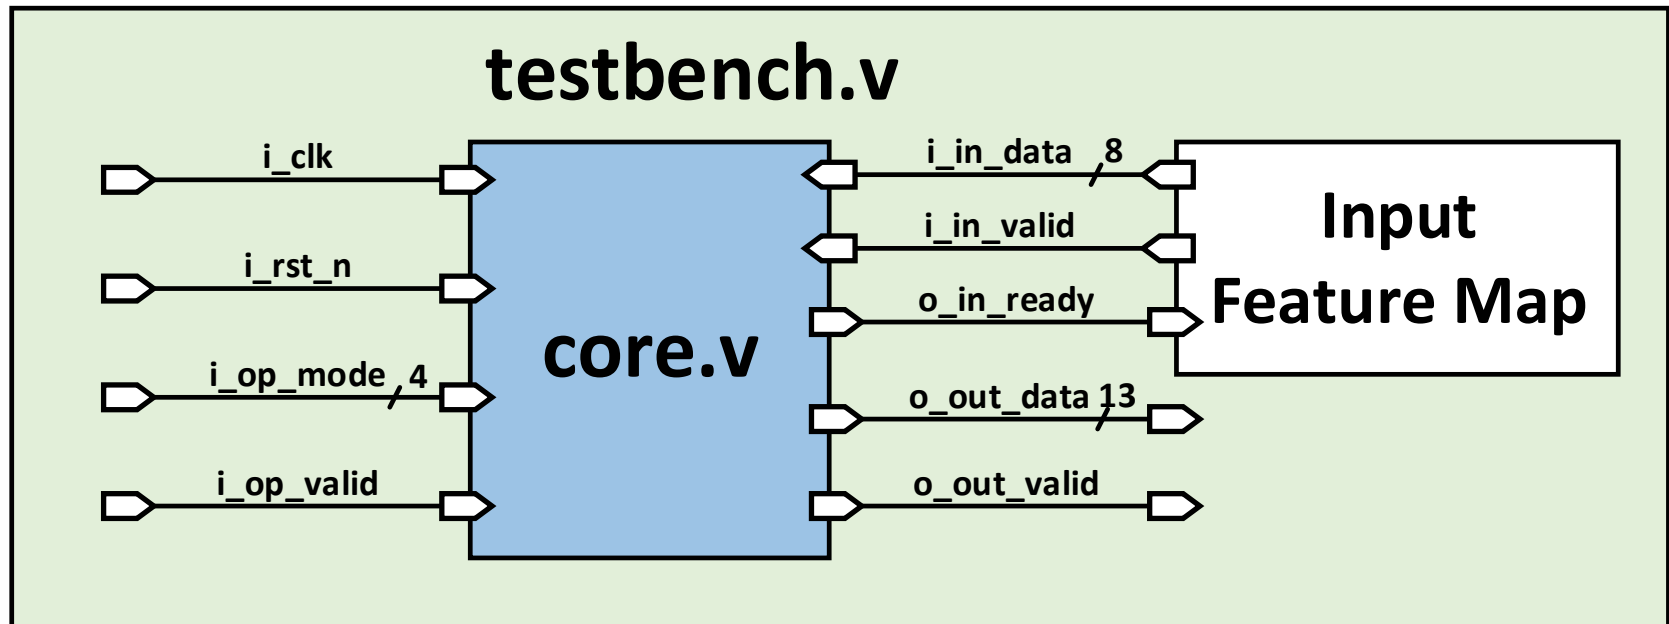 testbench.v
i_clk
i_rst_n
i_op_mode 4
i_op_valid
core.v
i_in_data 8
i_in_valid
o_in_ready
o_out_data 13
o_out_valid
Input
Feature Map